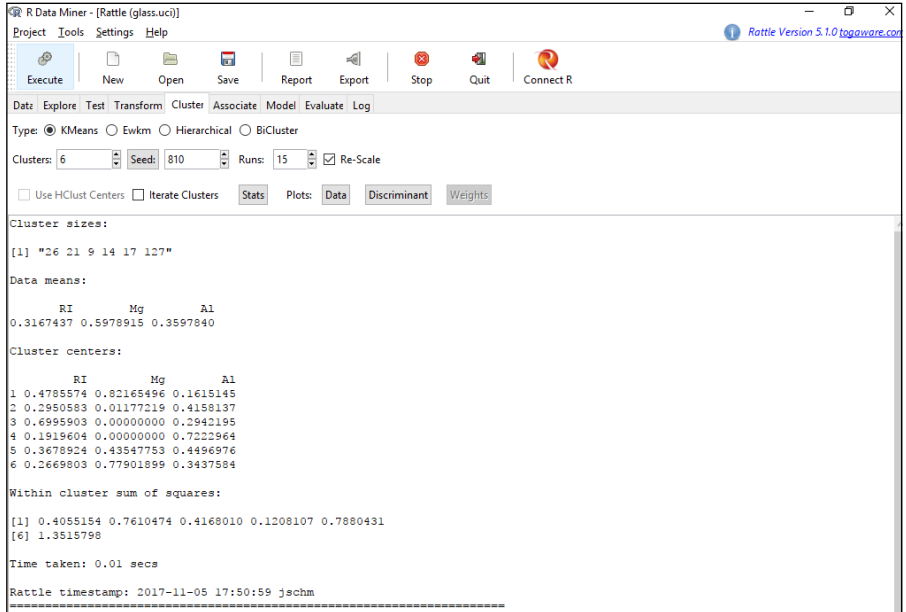 R Data Miner - [Rattle (glass.uci)]
Project Tools Settings Help Rattle Version 5.1.0 togaware.com
Execute New Open Save Report Export Stop Quit Connect R
Data Explore Test Transform Cluster Associate Model Evaluate Log
Type: KMeans Ewkm Hierarchical BiCluster
Clusters: 6 Seed: 810 Runs: 15 Re-Scale
Use HClust Centers Iterate Clusters Stats Plots: Data Discriminant Weights
Cluster sizes:
[1] "26 21 9 14 17 127"
Data means:
RI Mg Al
0.3167437 0.5978915 0.3597840
Cluster centers:
RI Mg Al
1 0.4785574 0.82165496 0.1615145
2 0.2950583 0.01177219 0.4158137
3 0.6995903 0.00000000 0.2942195
4 0.1919604 0.00000000 0.7222964
5 0.3678924 0.43547753 0.4496976
6 0.2669803 0.77901899 0.3437584
Within cluster sum of squares:
[1] 0.4055154 0.7610474 0.4168010 0.1208107 0.7880431
[6] 1.3515798
Time taken: 0.01 secs
Rattle timestamp: 2017-11-05 17:50:59 jschm
======================================================================